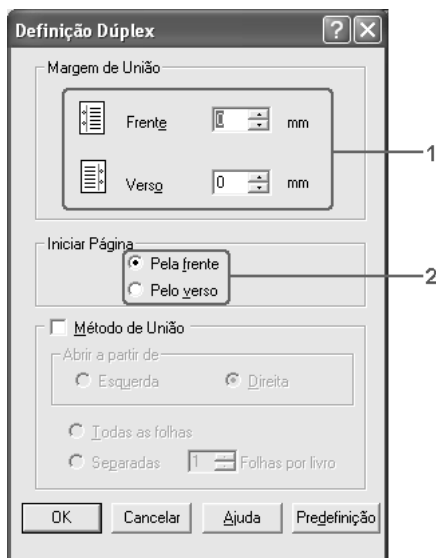 Definição Dúplex
Margem de União
Frente 0 mm
1
Verso 0 mm
Iniciar Página
Pela frente
2
Pelo verso
Método de União
Abrir a partir de
Esquerda Direita
Todas as folhas
Separadas 1 Folhas por livro
OK Cancelar Ajuda Predefinição